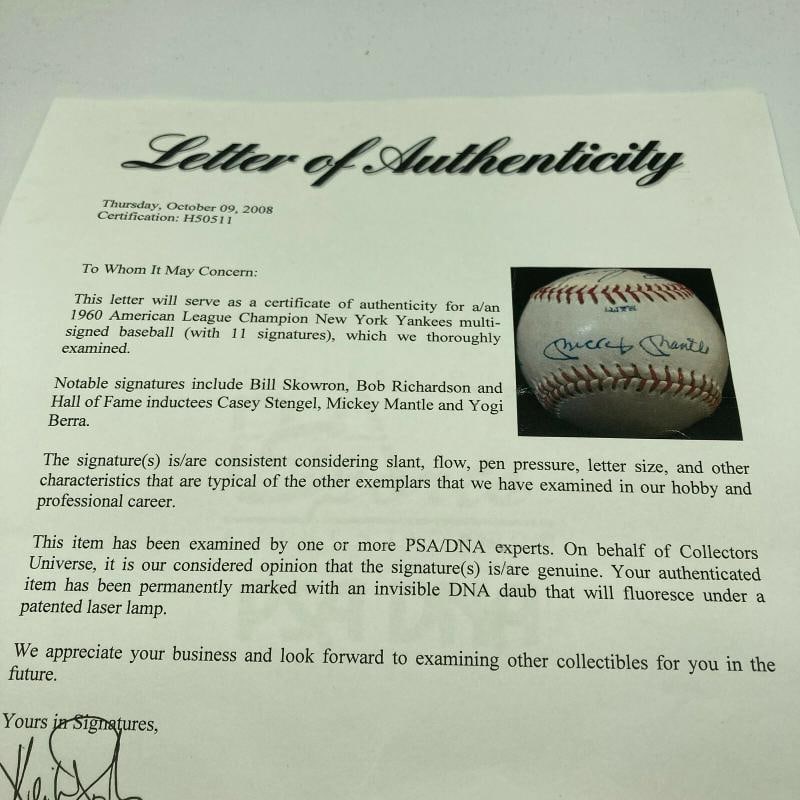 Letter of Authenticity
Thursday, October 09, 2008
Certification: H50511
To Whom It May Concern:
This letter will serve as a certificate of authenticity for a/an
1960 American League Champion New York Yankees multi-
signed baseball (with 11 signatures), which we thoroughly
examined.
Mickey Mantle
Notable signatures include Bill Skowron, Bob Richardson and
Hall of Fame inductees Casey Stengel, Mickey Mantle and Yogi
Berra.
The signature(s) is/are consistent considering slant, flow, pen pressure, letter size, and other
characteristics that are typical of the other exemplars that we have examined in our hobby and
professional career.
This item has been examined by one or more PSA/DNA experts. On behalf of Collectors
Universe, it is our considered opinion that the signature(s) is/are genuine. Your authenticated
item has been permanently marked with an invisible DNA daub that will fluoresce under a
patented laser lamp.
We appreciate your business and look forward to examining other collectibles for you in the
future.
Yours in Signatures,